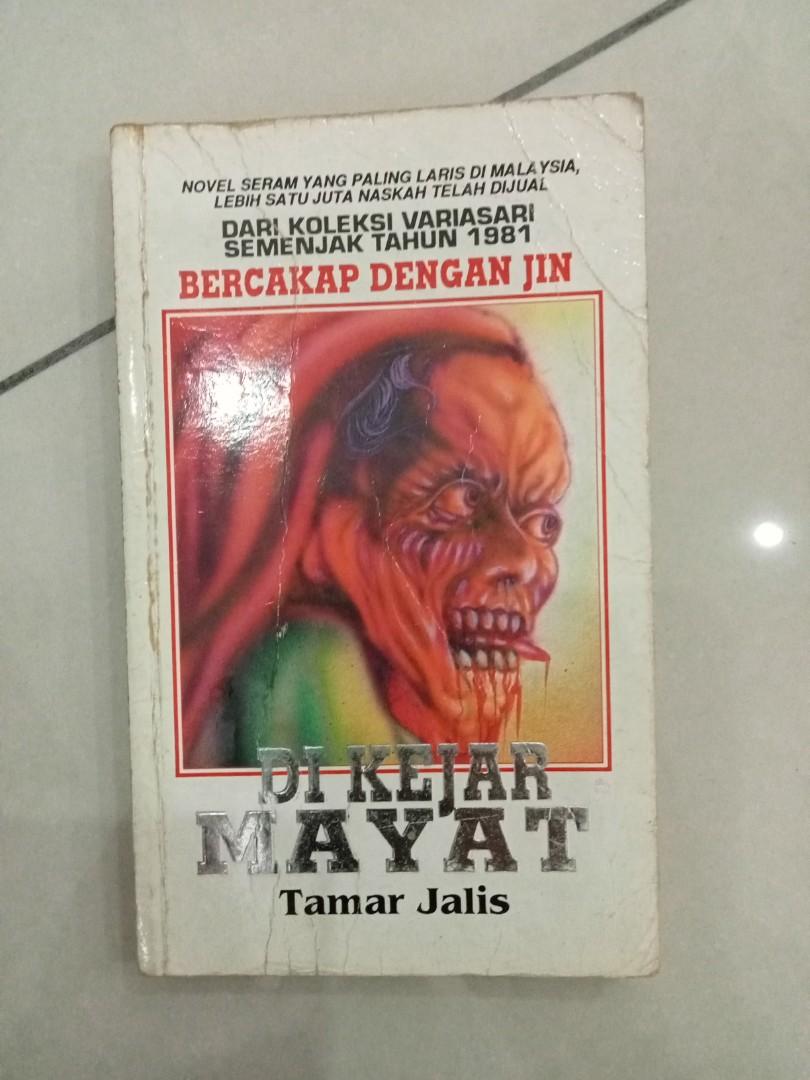 NOVEL SERAM YANG PALING LARIS DI MALAYSIA,
LEBIH SATU JUTA NASKAH TELAH DIJUAL
DARI KOLEKSI VARIASARI
SEMENJAK TAHUN 1981
BERCAKAP DENGAN JIN
DI KEJAR
MAYAT
Tamar Jalis